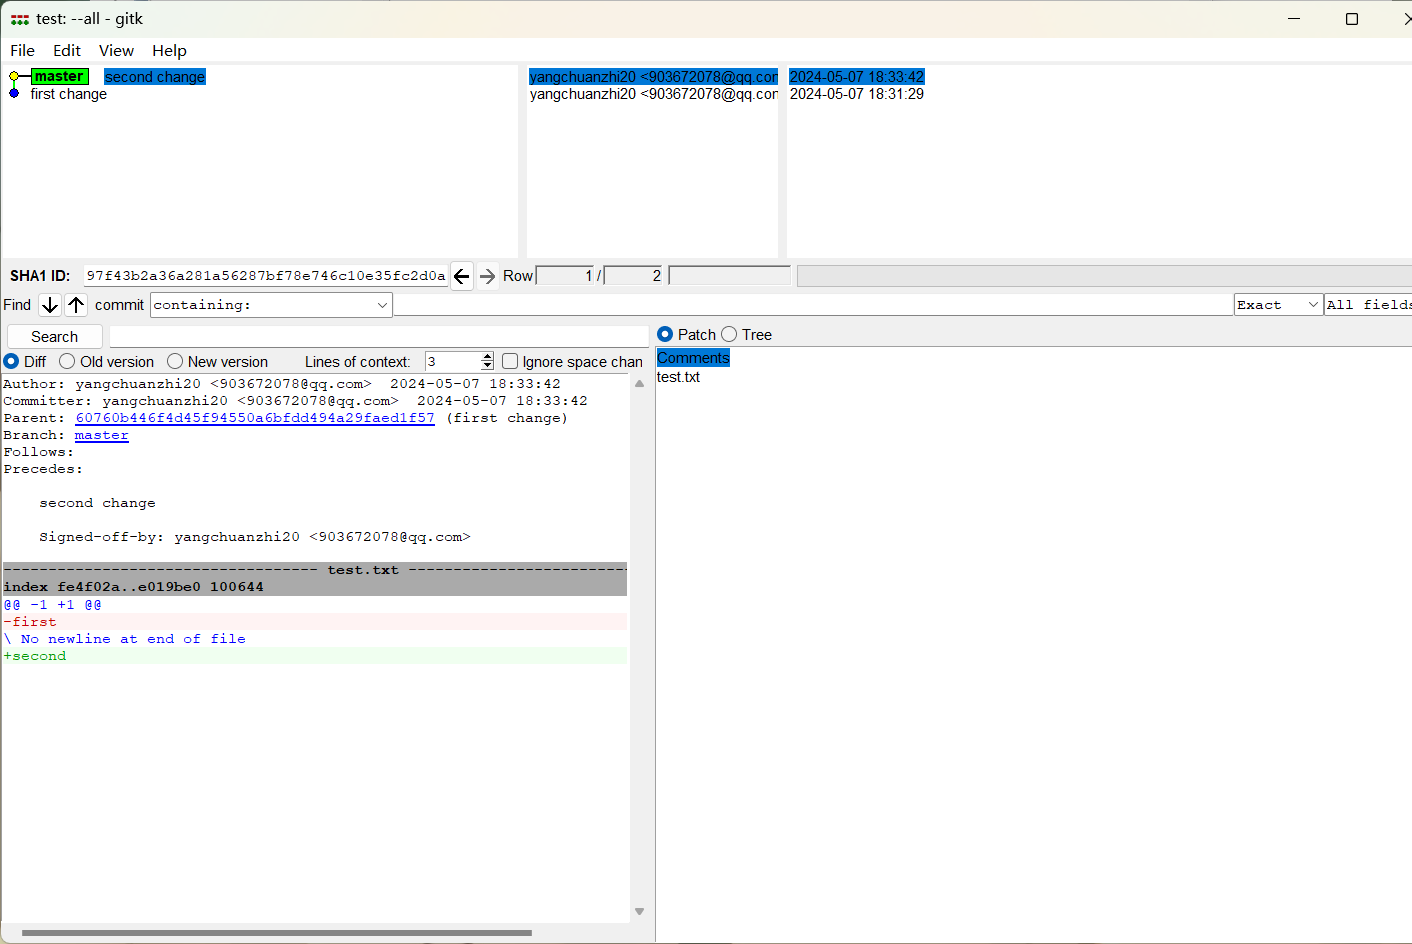 test: --all - gitk
File Edit View Help
master second change yangchuanzhi20 <903672078@qq.con 2024-05-07 18:33:42
first change yangchuanzhi20 <903672078@qq.con 2024-05-07 18:31:29
SHA1 ID: 97f43b2a36a281a56287bf78e746c10e35fc2d0a Row 1 / 2
Find commit containing: Exact All fields
Search
Patch Tree
Diff Old version New version Lines of context: 3 Ignore space chan
Comments
test.txt
Author: yangchuanzhi20 <903672078@qq.com> 2024-05-07 18:33:42
Committer: yangchuanzhi20 <903672078@qq.com> 2024-05-07 18:33:42
Parent: 60760b446f4d45f94550a6bfdd494a29faed1f57 (first change)
Branch: master
Follows:
Precedes:
second change
Signed-off-by: yangchuanzhi20 <903672078@qq.com>
----------------------------------- test.txt ------------------------
index fe4f02a..e019be0 100644
@@ -1 +1 @@
-first
\ No newline at end of file
+second